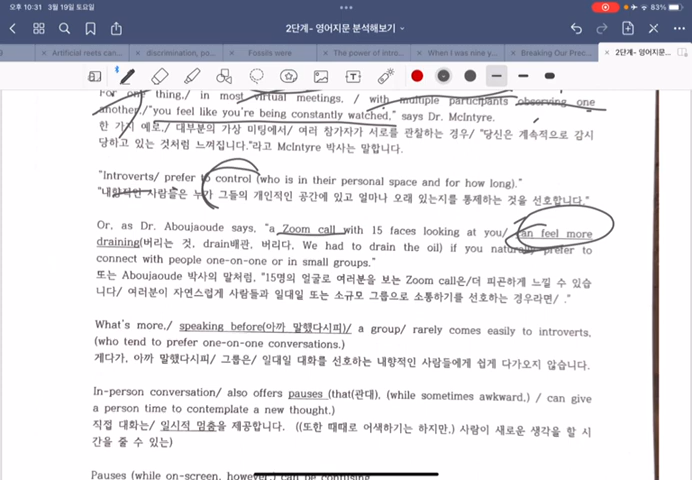 오후 10:31 3월 19일 토요일
83%
2단계- 영어지문 분석해보기
Artificial reets can...
discrimination, po...
Fossils were
The power of intro...
When I was nine y...
Breaking Our Prec...
2단계- 영어지문...
For one thing,/ in most virtual meetings, / with multiple participants observing one
another,/"you feel like you're being constantly watched," says Dr. McIntyre.
한 가지 예로,/ 대부분의 가상 미팅에서/ 여러 참가자가 서로를 관찰하는 경우/ "당신은 계속적으로 감시
당하고 있는 것처럼 느껴집니다."라고 McIntyre 박사는 말합니다.
"Introverts/ prefer to control (who is in their personal space and for how long)."
"내향적인 사람들은 누가 그들의 개인적인 공간에 있고 얼마나 오래 있는지를 통제하는 것을 선호합니다."
Or, as Dr. Aboujaoude says, "a Zoom call with 15 faces looking at you/ can feel more
draining(버리는 것, drain배관, 버리다. We had to drain the oil) if you naturally prefer to
connect with people one-on-one or in small groups."
또는 Aboujaoude 박사의 말처럼, "15명의 얼굴로 여러분을 보는 Zoom call은/더 피곤하게 느낄 수 있습
니다/ 여러분이 자연스럽게 사람들과 일대일 또는 소규모 그룹으로 소통하기를 선호하는 경우라면/ ."
What's more,/ speaking before(아까 말했다시피)/ a group/ rarely comes easily to introverts,
(who tend to prefer one-on-one conversations.)
게다가, 아까 말했다시피/ 그룹은/ 일대일 대화를 선호하는 내향적인 사람들에게 쉽게 다가오지 않습니다.
In-person conversation/ also offers pauses (that(관대), (while sometimes awkward,) / can give
a person time to contemplate a new thought.)
직접 대화는/ 일시적 멈춤을 제공합니다. ((또한 때때로 어색하기는 하지만,) 사람이 새로운 생각을 할 시
간을 줄 수 있는)
Pauses (while on-screen, however,) can be confusing